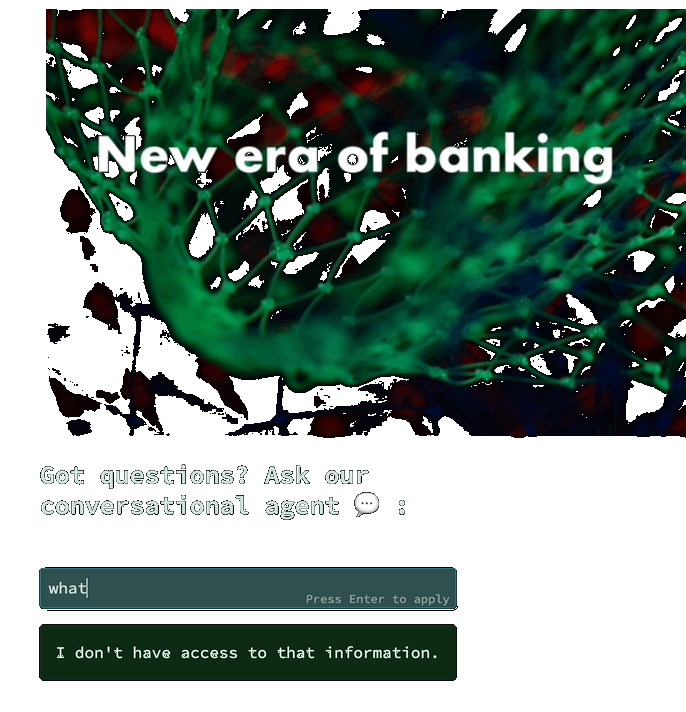 New era of banking
Got questions? Ask our
conversational agent 💬 :
what
Press Enter to apply
I don't have access to that information.